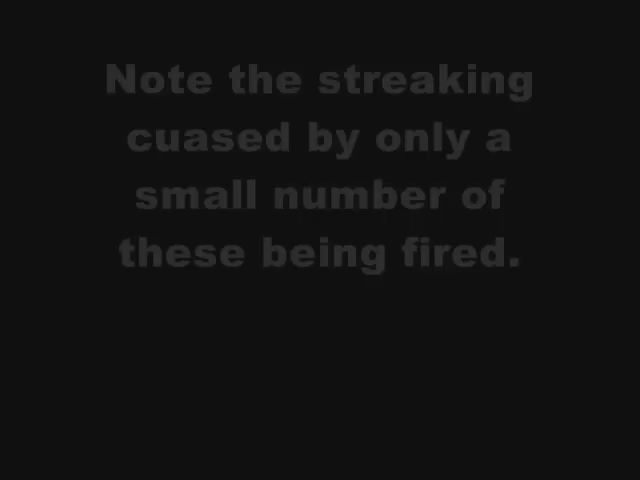 Note the streaking
cuased by only a
small number of
these being fired.